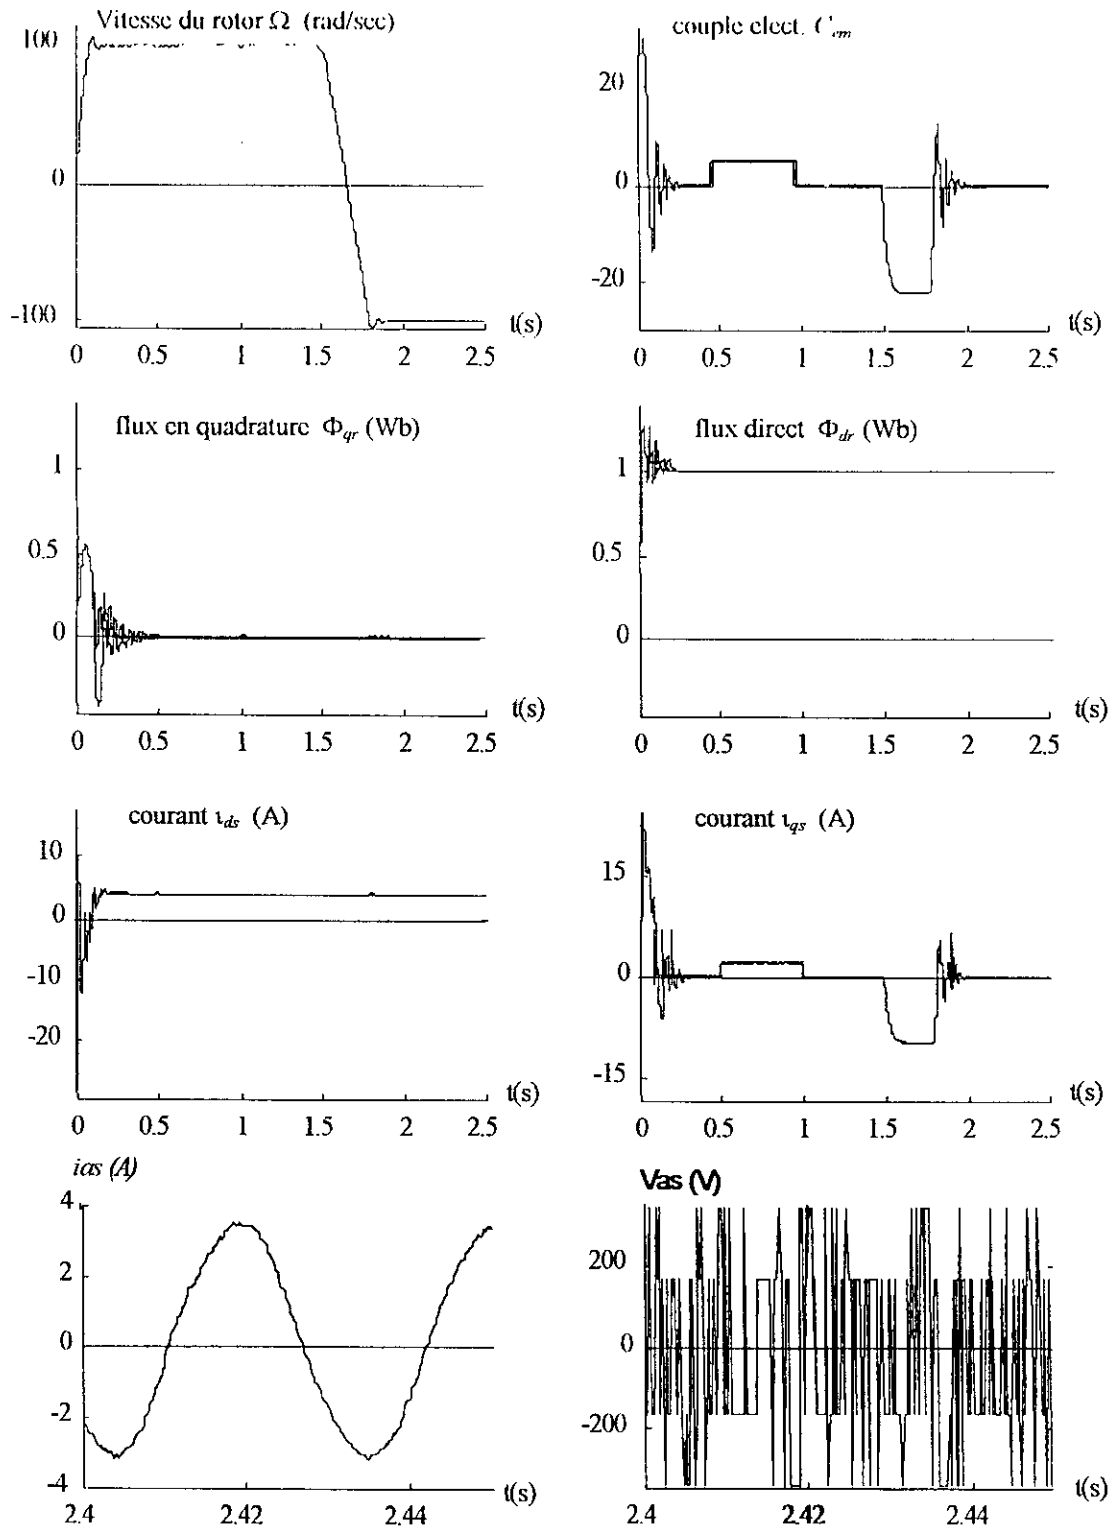 Vitesse du rotor Ω (rad/sec)
100
0
-100
t(s)
0 0.5 1 1.5 2 2.5
couple elect. C_em
20
0
-20
t(s)
0 0.5 1 1.5 2 2.5
flux en quadrature Φ_qr (Wb)
1
0.5
0
t(s)
0 0.5 1 1.5 2 2.5
flux direct Φ_dr (Wb)
1
0.5
0
t(s)
0 0.5 1 1.5 2 2.5
courant ι_ds (A)
10
0
-10
-20
t(s)
0 0.5 1 1.5 2 2.5
courant ι_qs (A)
15
0
-15
t(s)
0 0.5 1 1.5 2 2.5
ias (A)
4
2
0
-2
-4
t(s)
2.4 2.42 2.44
Vas (V)
200
0
-200
t(s)
2.4 2.42 2.44